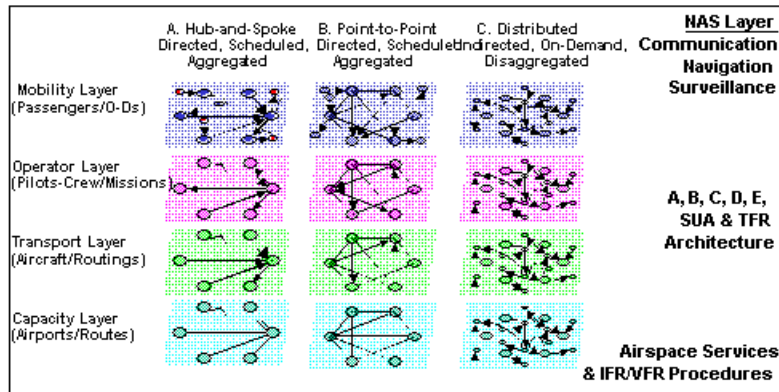 A. Hub-and-Spoke
Directed, Scheduled,
Aggregated
B. Point-to-Point
Directed, Schedule
Aggregated
C. Distributed
Undirected, On-Demand,
Disaggregated
NAS Layer
Communication
Navigation
Surveillance
Mobility Layer
(Passengers/O-Ds)
Operator Layer
(Pilots-Crew/Missions)
A, B, C, D, E,
SUA & TFR
Architecture
Transport Layer
(Aircraft/Routings)
Capacity Layer
(Airports/Routes)
Airspace Services
& IFR/VFR Procedures